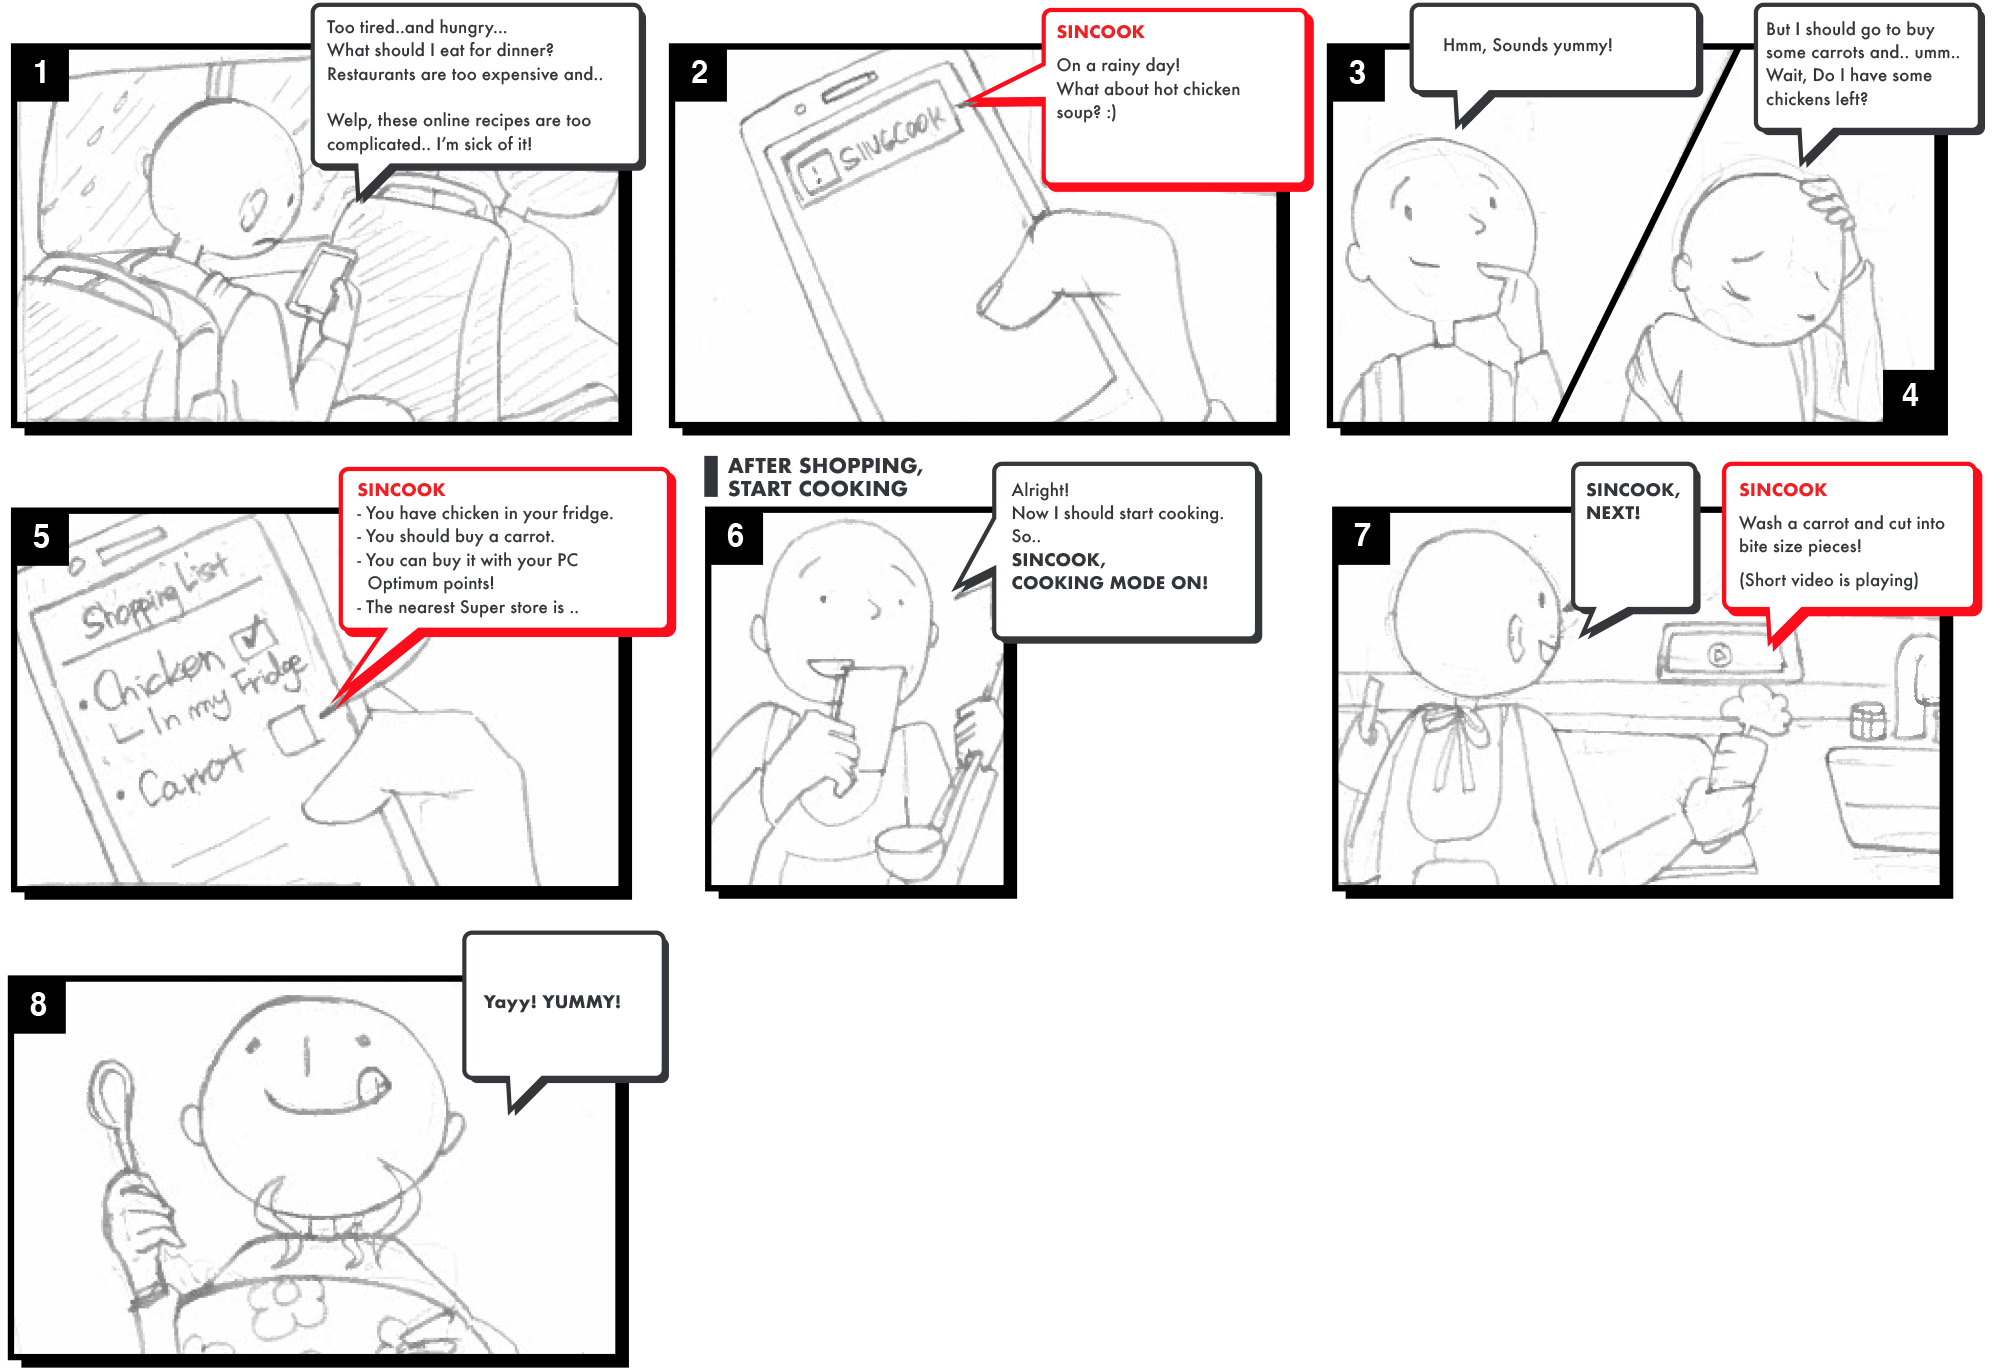 1
Too tired..and hungry...
What should I eat for dinner?
Restaurants are too expensive and..
Welp, these online recipes are too
complicated.. I'm sick of it!
2
SINCOOK
On a rainy day!
What about hot chicken
soup? :)
! SINGCOOK
3
Hmm, Sounds yummy!
But I should go to buy
some carrots and.. umm..
Wait, Do I have some
chickens left?
4
5
SINCOOK
- You have chicken in your fridge.
- You should buy a carrot.
- You can buy it with your PC
Optimum points!
- The nearest Super store is ..
Shopping List
• Chicken
In my Fridge
• Carrot
AFTER SHOPPING,
START COOKING
6
Alright!
Now I should start cooking.
So..
SINCOOK,
COOKING MODE ON!
7
SINCOOK,
NEXT!
SINCOOK
Wash a carrot and cut into
bite size pieces!
(Short video is playing)
8
Yayy! YUMMY!